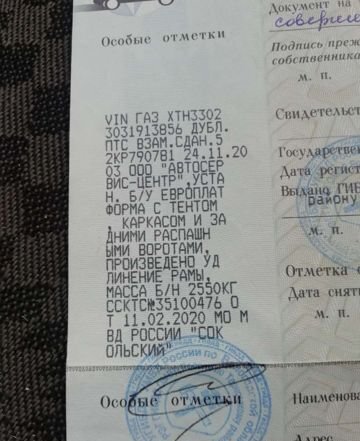 Особые отметки
VIN ГАЗ XTH3302
3031913856 ДУБЛ.
ПТС ВЗАМ.СДАН.5
2КР790781 24.11.20
03 ООО "АВТОСЕР
ВИС-ЦЕНТР",УСТА
Н. Б/У ЕВРОПЛАТ
ФОРМА С ТЕНТОМ
, КАРКАСОМ И ЗА
ДНИМИ РАСПАШН
ЫМИ ВОРОТАМИ,
ПРОИЗВЕДЕНО УД
ЛИНЕНИЕ РАМЫ,
МАССА Б/Н 2550КГ
ССКТС№35100476 О
Т 11.02.2020 МО М
ВД РОССИИ "СОК
ОЛЬСКИЙ"
Особые отметки
Документ на
соверше
Подпись преж
собственника
м. п.
Свидетельст
Государстве
Дата регист
Выдано ГИБ
району
м. п.
Отметка
Дата снят
м. п.
Наименова
Адрес